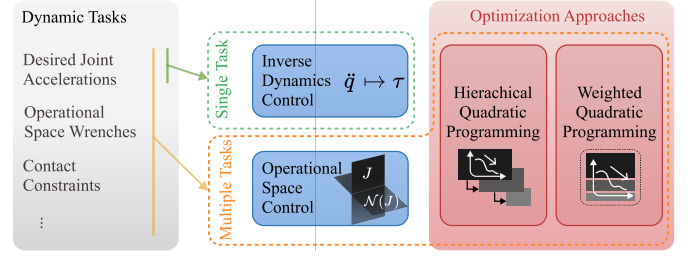 Dynamic Tasks
Desired Joint
Accelerations
Operational
Space Wrenches
Contact
Constraints
⋮
Single Task
Inverse
Dynamics
Control
q̈ ↦ τ
Multiple Tasks
Operational
Space
Control
J
𝒩(J)
Optimization Approaches
Hierachical
Quadratic
Programming
Weighted
Quadratic
Programming